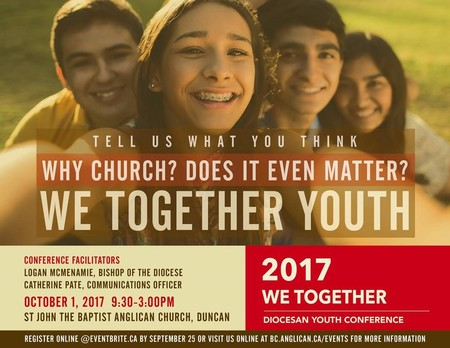 TELL US WHAT YOU THINK
WHY CHURCH? DOES IT EVEN MATTER?
WE TOGETHER YOUTH
CONFERENCE FACILITATORS
LOGAN MCMENAMIE, BISHOP OF THE DIOCESE
CATHERINE PATE, COMMUNICATIONS OFFICER
OCTOBER 1, 2017 9:30-3:00PM
ST JOHN THE BAPTIST ANGLICAN CHURCH, DUNCAN
2017
WE TOGETHER
DIOCESAN YOUTH CONFERENCE
REGISTER ONLINE @EVENTBRITE.CA BY SEPTEMBER 25 OR VISIT US ONLINE AT BC.ANGLICAN.CA/EVENTS FOR MORE INFORMATION